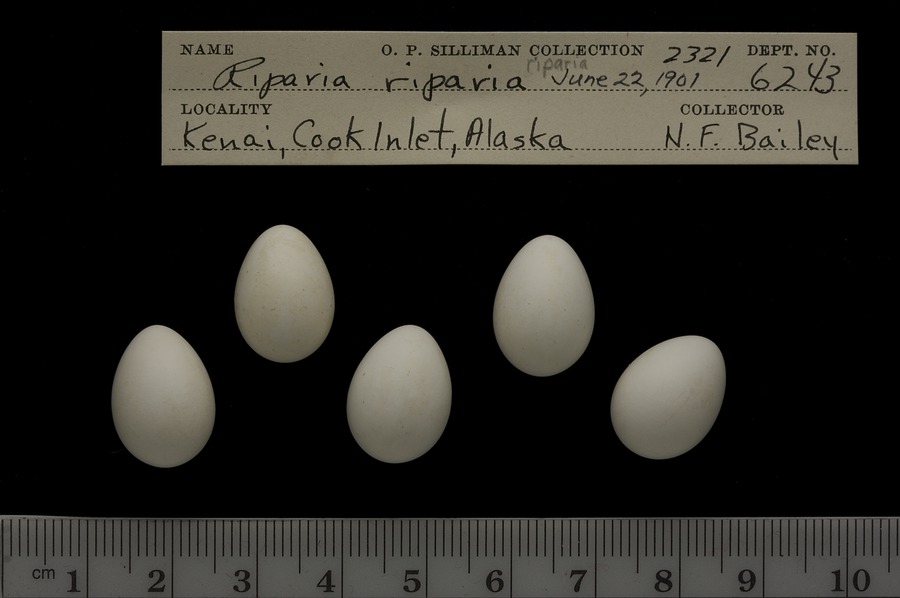 NAME O. P. SILLIMAN COLLECTION 2321 DEPT. NO.
Riparia riparia riparia June 22, 1901 6243
LOCALITY COLLECTOR
Kenai, Cook Inlet, Alaska N. F. Bailey
cm 1 2 3 4 5 6 7 8 9 10